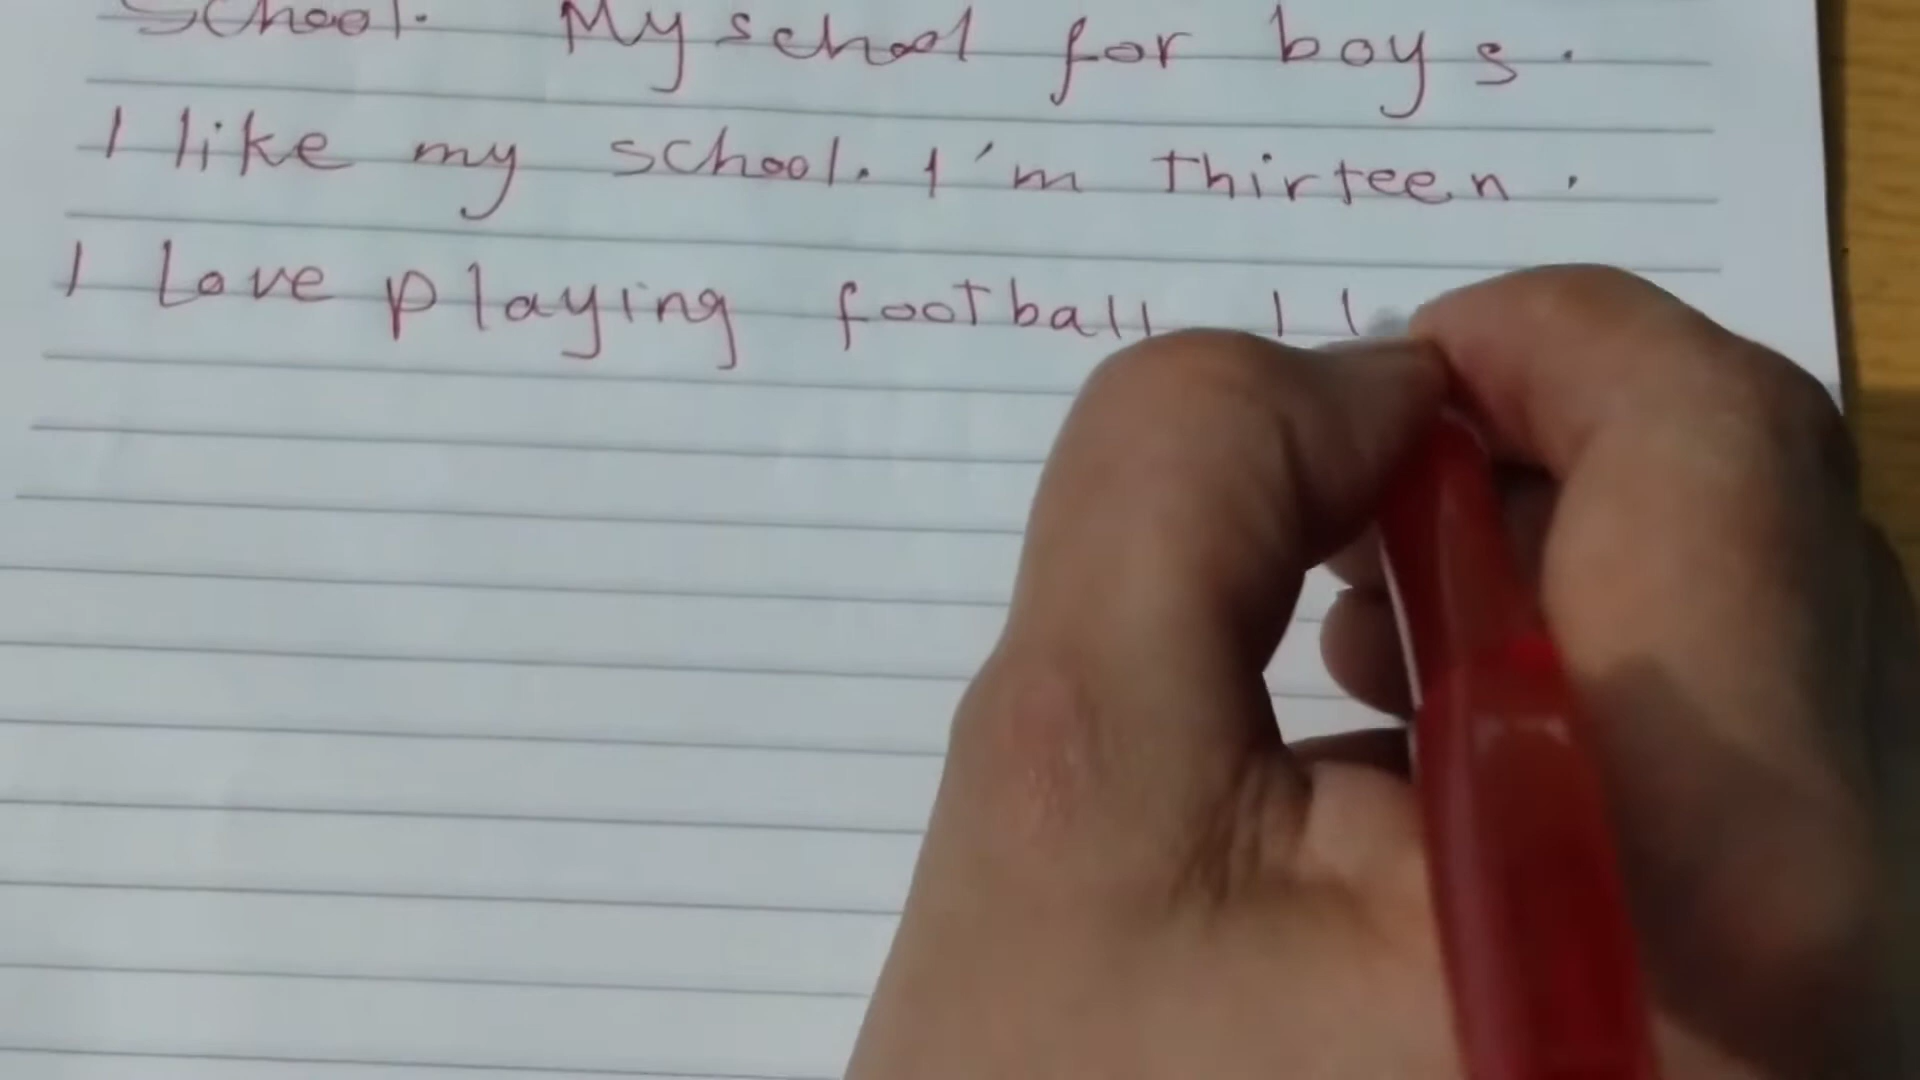 School. My school for boys.
I like my school. I'm Thirteen.
I Love playing football I l